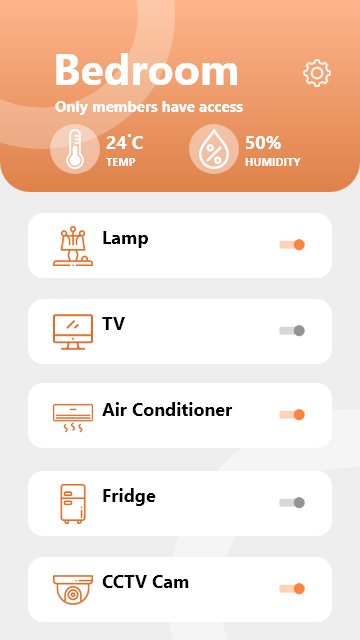 Bedroom
Only members have access
24°C
TEMP
50%
HUMIDITY
Lamp
TV
Air Conditioner
Fridge
CCTV Cam